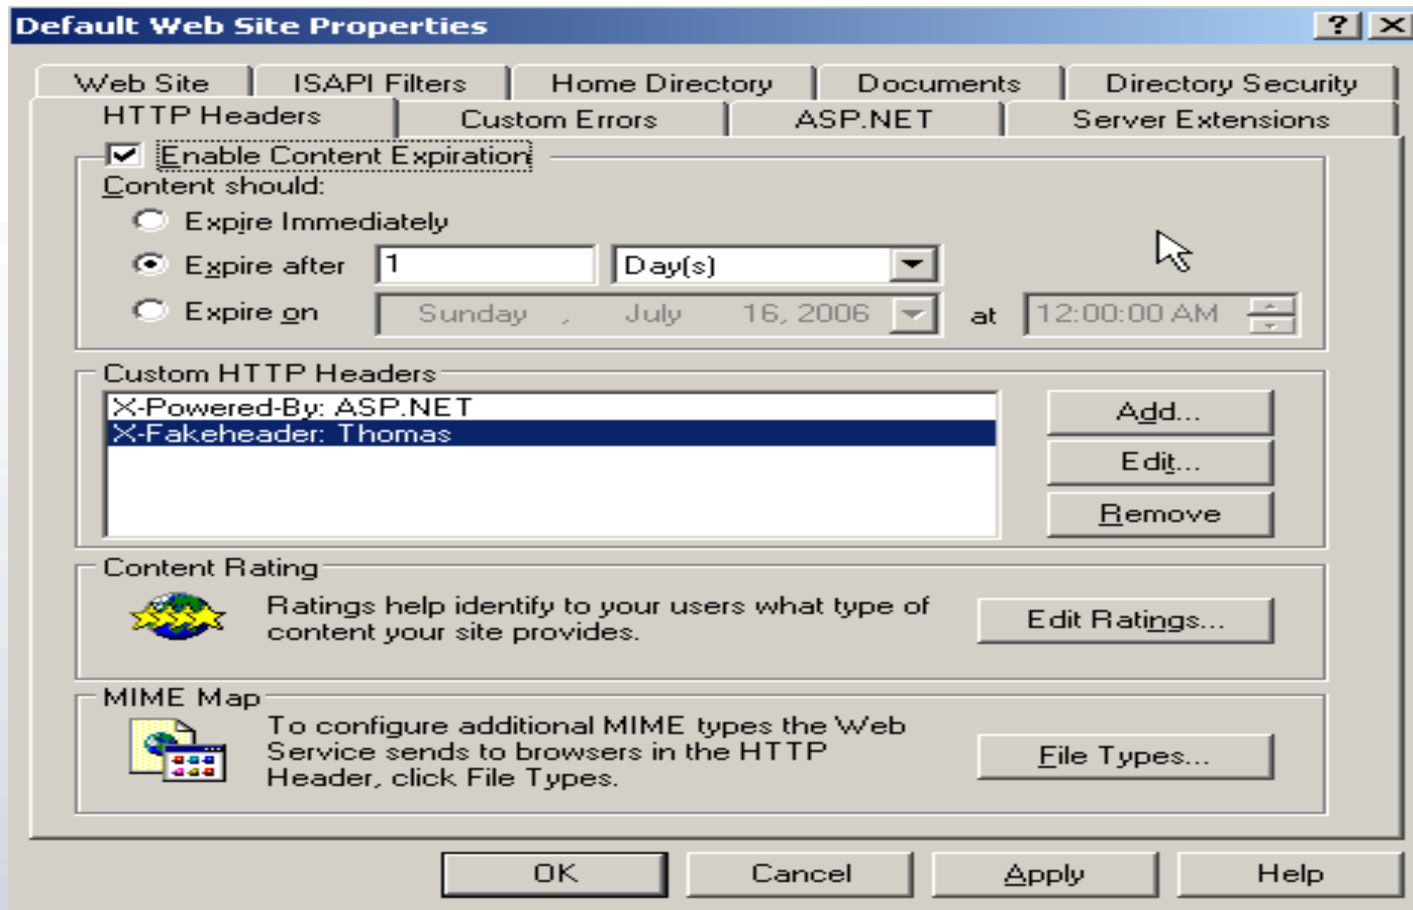 Default Web Site Properties
Web Site ISAPI Filters Home Directory Documents Directory Security
HTTP Headers Custom Errors ASP.NET Server Extensions
Enable Content Expiration
Content should:
Expire Immediately
Expire after 1 Day(s)
Expire on Sunday , July 16, 2006 at 12:00:00 AM
Custom HTTP Headers
X-Powered-By: ASP.NET
X-Fakeheader: Thomas
Add...
Edit...
Remove
Content Rating
Ratings help identify to your users what type of
content your site provides.
Edit Ratings...
MIME Map
To configure additional MIME types the Web
Service sends to browsers in the HTTP
Header, click File Types.
File Types...
OK Cancel Apply Help